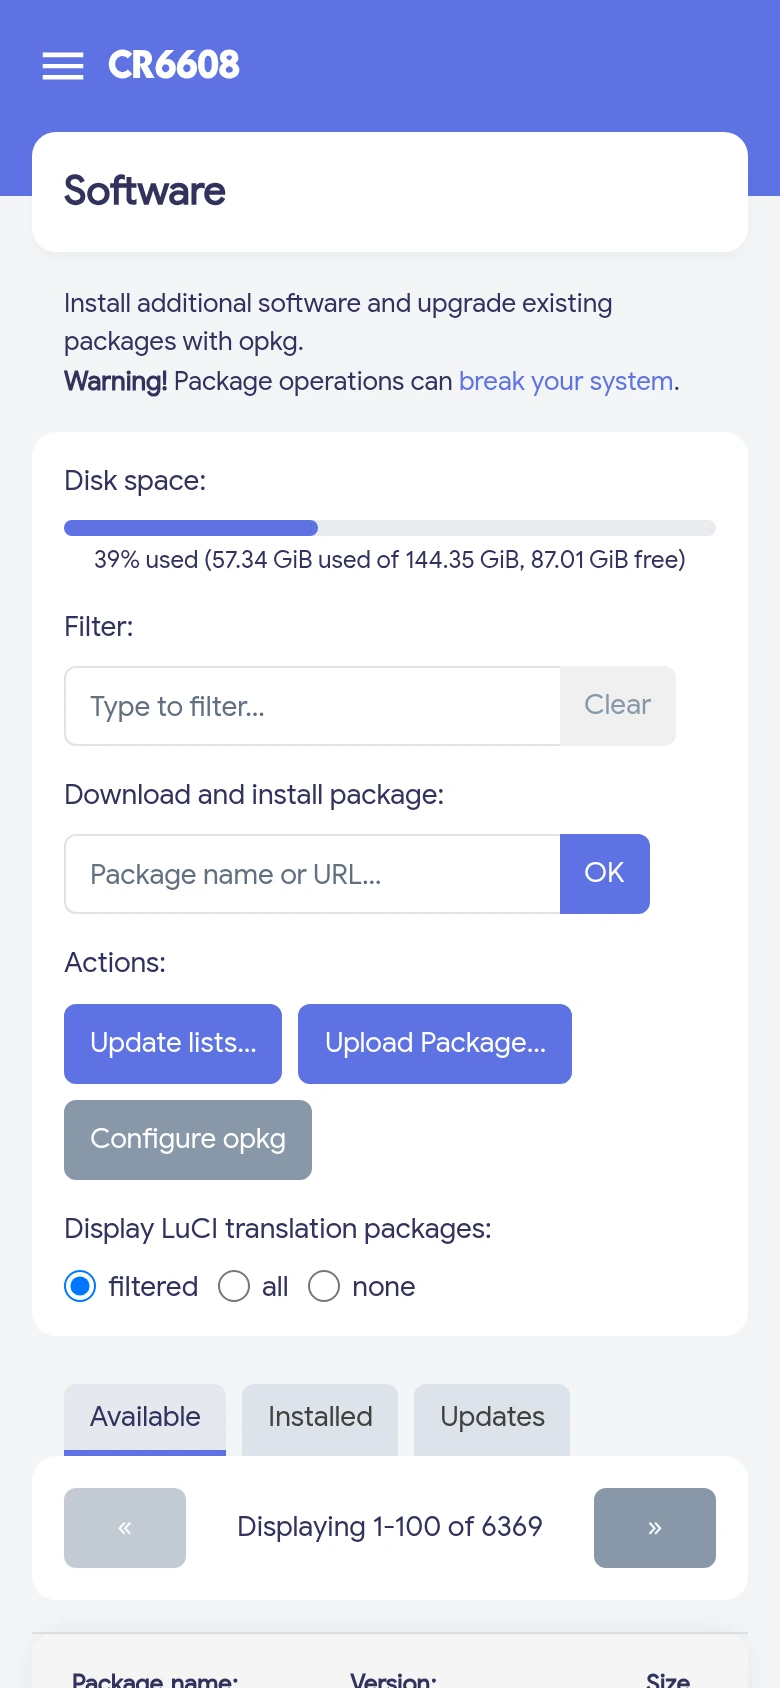 CR6608
Software
Install additional software and upgrade existing
packages with opkg.
Warning! Package operations can break your system.
Disk space:
39% used (57.34 GiB used of 144.35 GiB, 87.01 GiB free)
Filter:
Type to filter...
Clear
Download and install package:
Package name or URL...
OK
Actions:
Update lists...
Upload Package...
Configure opkg
Display LuCI translation packages:
filtered all none
Available Installed Updates
« Displaying 1-100 of 6369 »
Package name: Version: Size